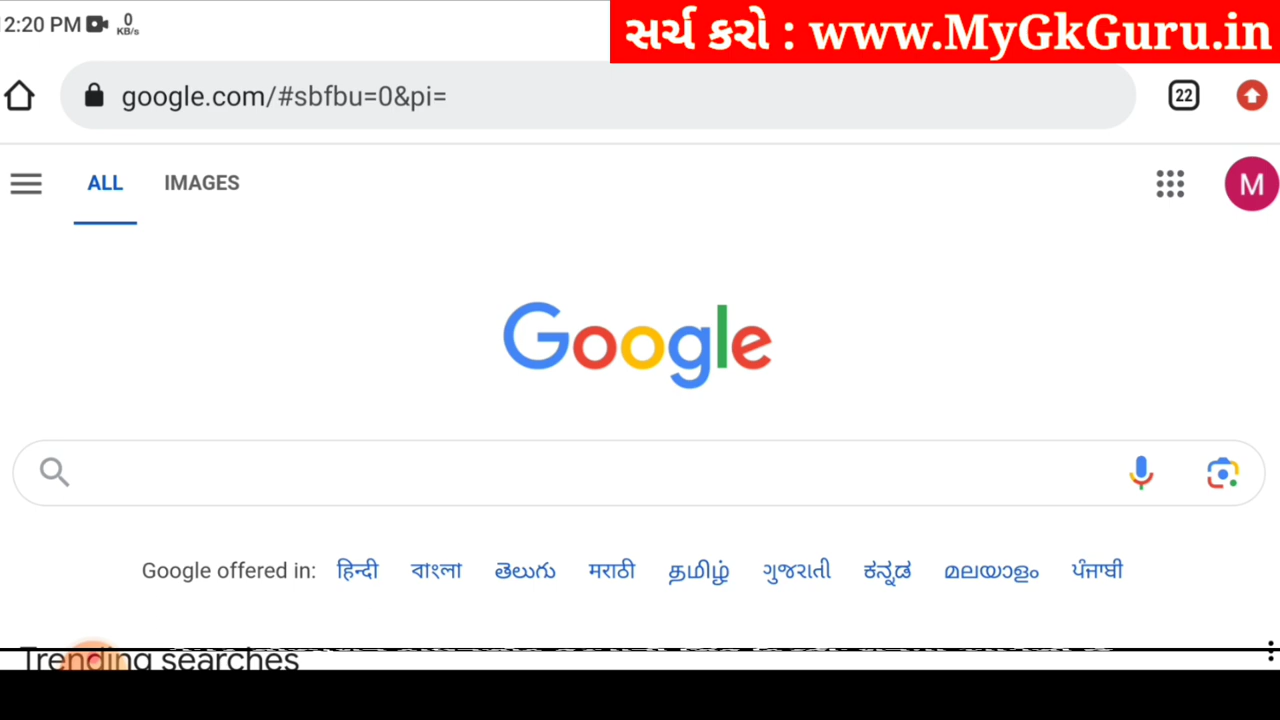 12:20 PM 0 KB/s
સર્ચ કરો : www.MyGkGuru.in
google.com/#sbfbu=0&pi=
22
ALL IMAGES
M
Google
Google offered in: हिन्दी বাংলা తెలుగు मराठी தமிழ் ગુજરાતી ಕನ್ನಡ മലയാളം ਪੰਜਾਬੀ
Trending searches